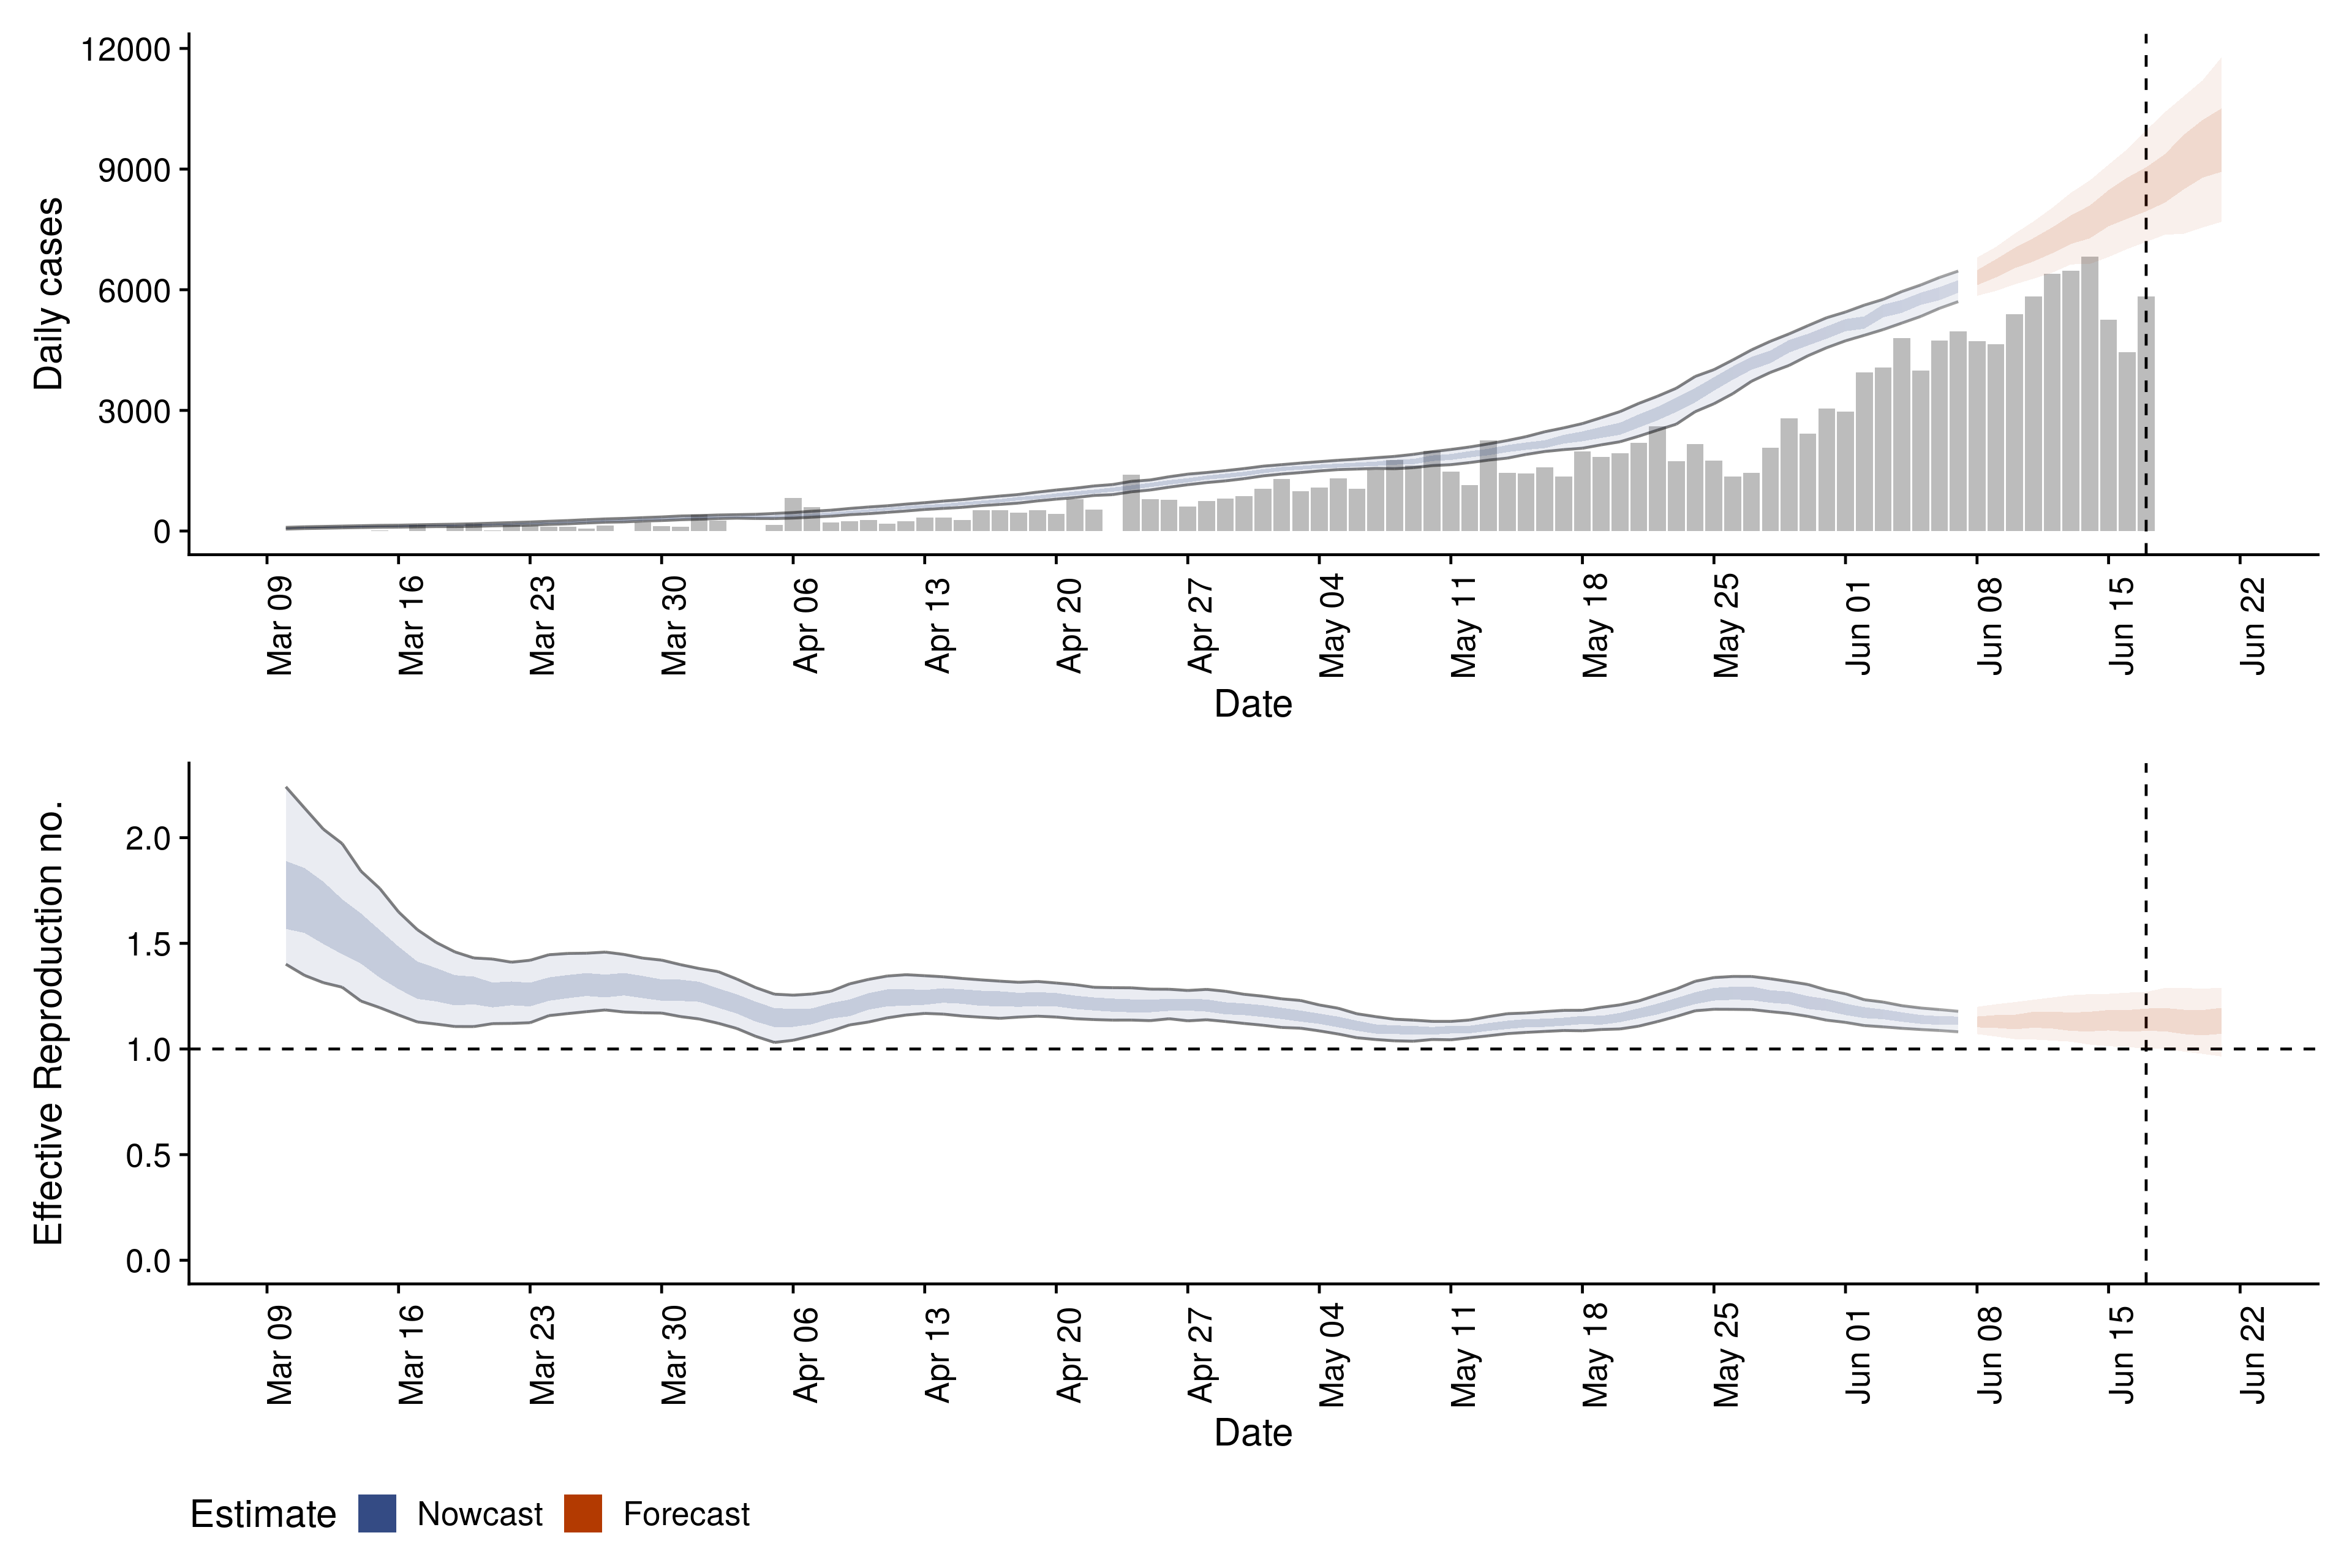 12000
9000
6000
3000
0
Daily cases
Mar 09
Mar 16
Mar 23
Mar 30
Apr 06
Apr 13
Apr 20
Apr 27
May 04
May 11
May 18
May 25
Jun 01
Jun 08
Jun 15
Jun 22
Date
2.0
1.5
1.0
0.5
0.0
Effective Reproduction no.
Mar 09
Mar 16
Mar 23
Mar 30
Apr 06
Apr 13
Apr 20
Apr 27
May 04
May 11
May 18
May 25
Jun 01
Jun 08
Jun 15
Jun 22
Date
Estimate Nowcast Forecast